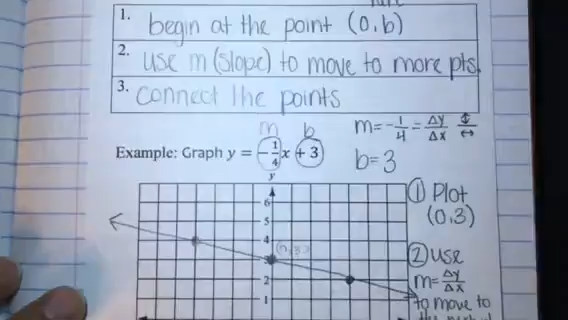 1. begin at the point (0,b)
2. use m (slope) to move to more pts.
3. connect the points
m b
Example: Graph y = -1/4 x + 3
m = -1/4 = Δy/Δx ↕/↔
b = 3
y
6
5
4
3
2
1
(0,3)
① Plot
(0,3)
② use
m = Δy/Δx
to move to